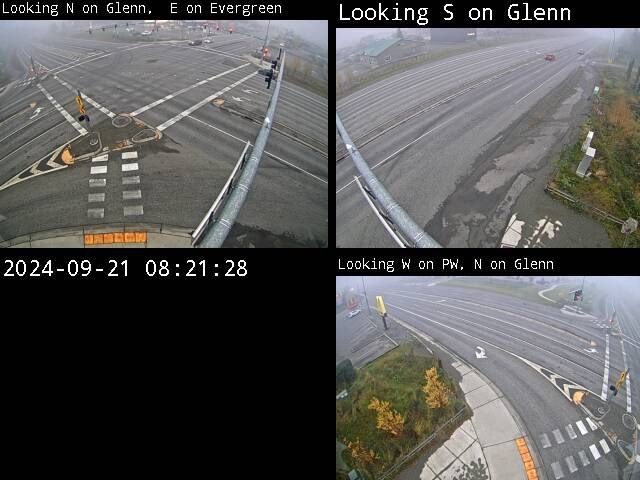 Looking N on Glenn, E on Evergreen
Looking S on Glenn
2024-09-21 08:21:28
Looking W on PW, N on Glenn